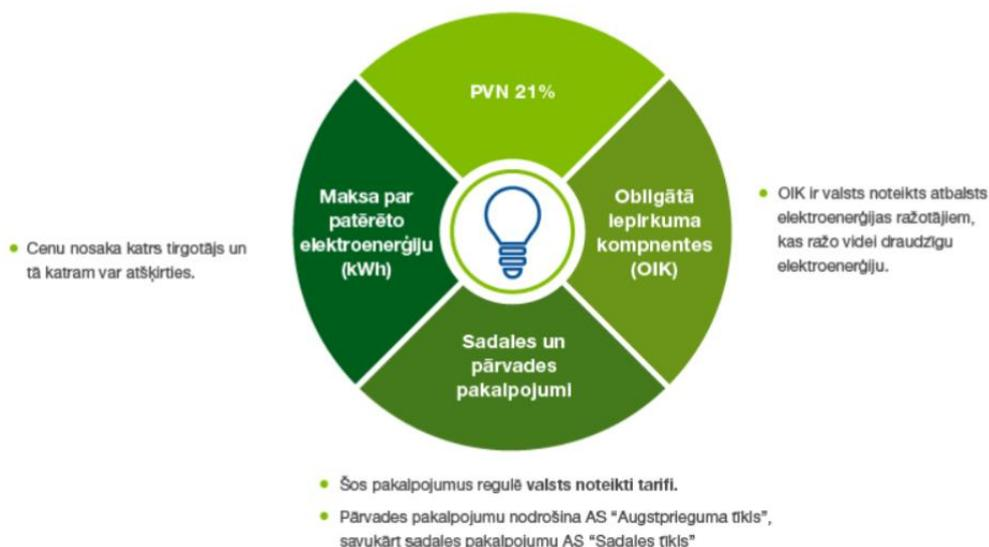 PVN 21%
Maksa par
patērēto
elektroenerģiju
(kWh)
Obligātā
iepirkuma
kompnentes
(OIK)
Sadales un
pārvades
pakalpojumi
Cenu nosaka katrs tirgotājs un
tā katram var atšķirties.
OIK ir valsts noteikts atbalsts
elektroenerģijas ražotājiem,
kas ražo videi draudzīgu
elektroenerģiju.
Šos pakalpojumus regulē valsts noteikti tarifi.
Pārvades pakalpojumu nodrošina AS "Augstprieguma tīkls",
savukārt sadales pakalpojumu AS "Sadales tīkls"